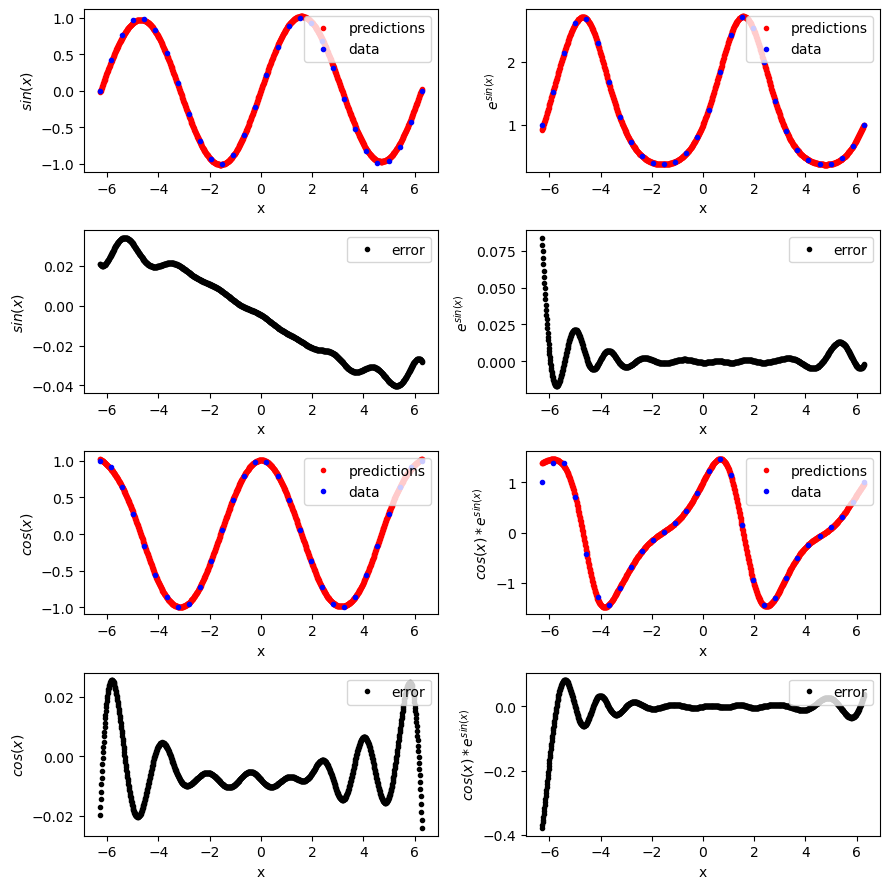 sin(x)
1.0
0.5
0.0
−0.5
−1.0
predictions
data
−6 −4 −2 0 2 4 6
x
e^{sin(x)}
2
1
predictions
data
−6 −4 −2 0 2 4 6
x
sin(x)
0.02
0.00
−0.02
−0.04
error
−6 −4 −2 0 2 4 6
x
e^{sin(x)}
0.075
0.050
0.025
0.000
error
−6 −4 −2 0 2 4 6
x
cos(x)
1.0
0.5
0.0
−0.5
−1.0
predictions
data
−6 −4 −2 0 2 4 6
x
cos(x) * e^{sin(x)}
1
0
−1
predictions
data
−6 −4 −2 0 2 4 6
x
cos(x)
0.02
0.00
−0.02
error
−6 −4 −2 0 2 4 6
x
cos(x) * e^{sin(x)}
0.0
−0.2
−0.4
error
−6 −4 −2 0 2 4 6
x